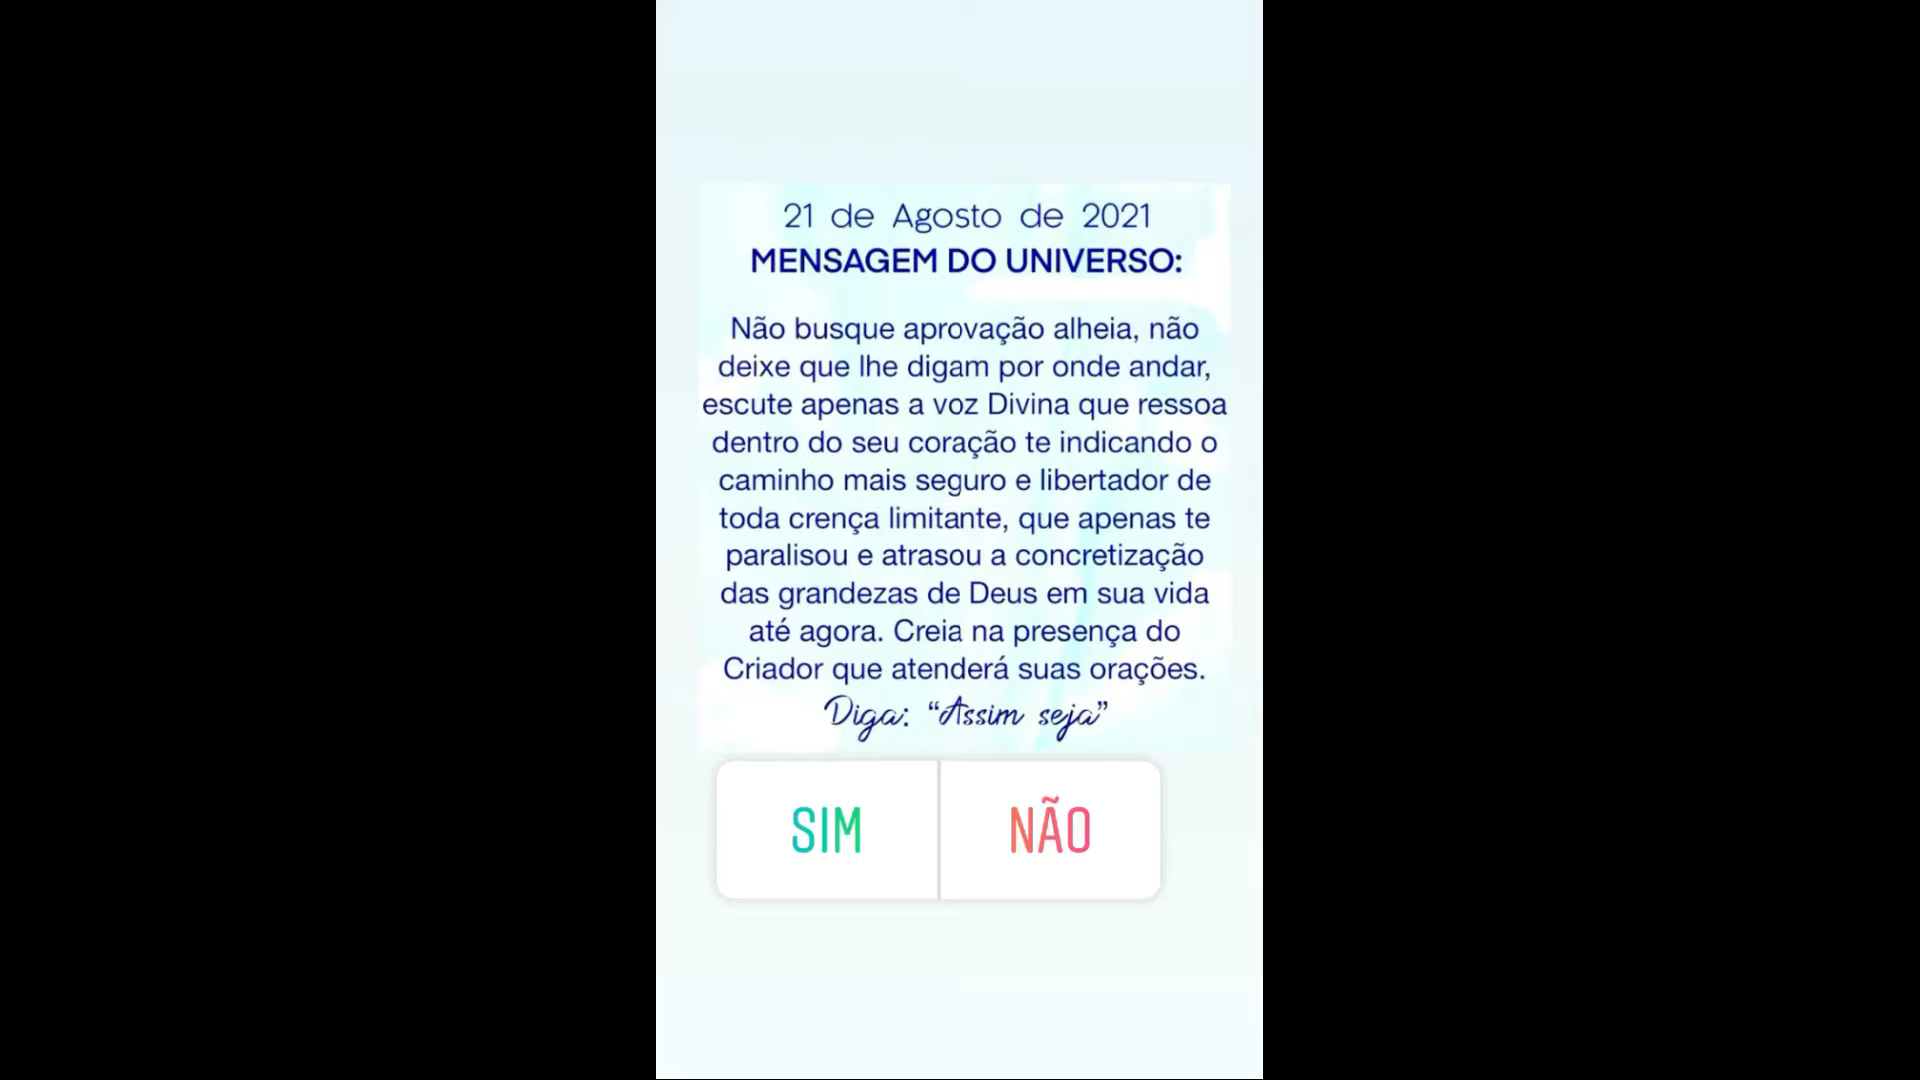 21 de Agosto de 2021
MENSAGEM DO UNIVERSO:
Não busque aprovação alheia, não
deixe que lhe digam por onde andar,
escute apenas a voz Divina que ressoa
dentro do seu coração te indicando o
caminho mais seguro e libertador de
toda crença limitante, que apenas te
paralisou e atrasou a concretização
das grandezas de Deus em sua vida
até agora. Creia na presença do
Criador que atenderá suas orações.
Diga: “Assim seja”
SIM NÃO